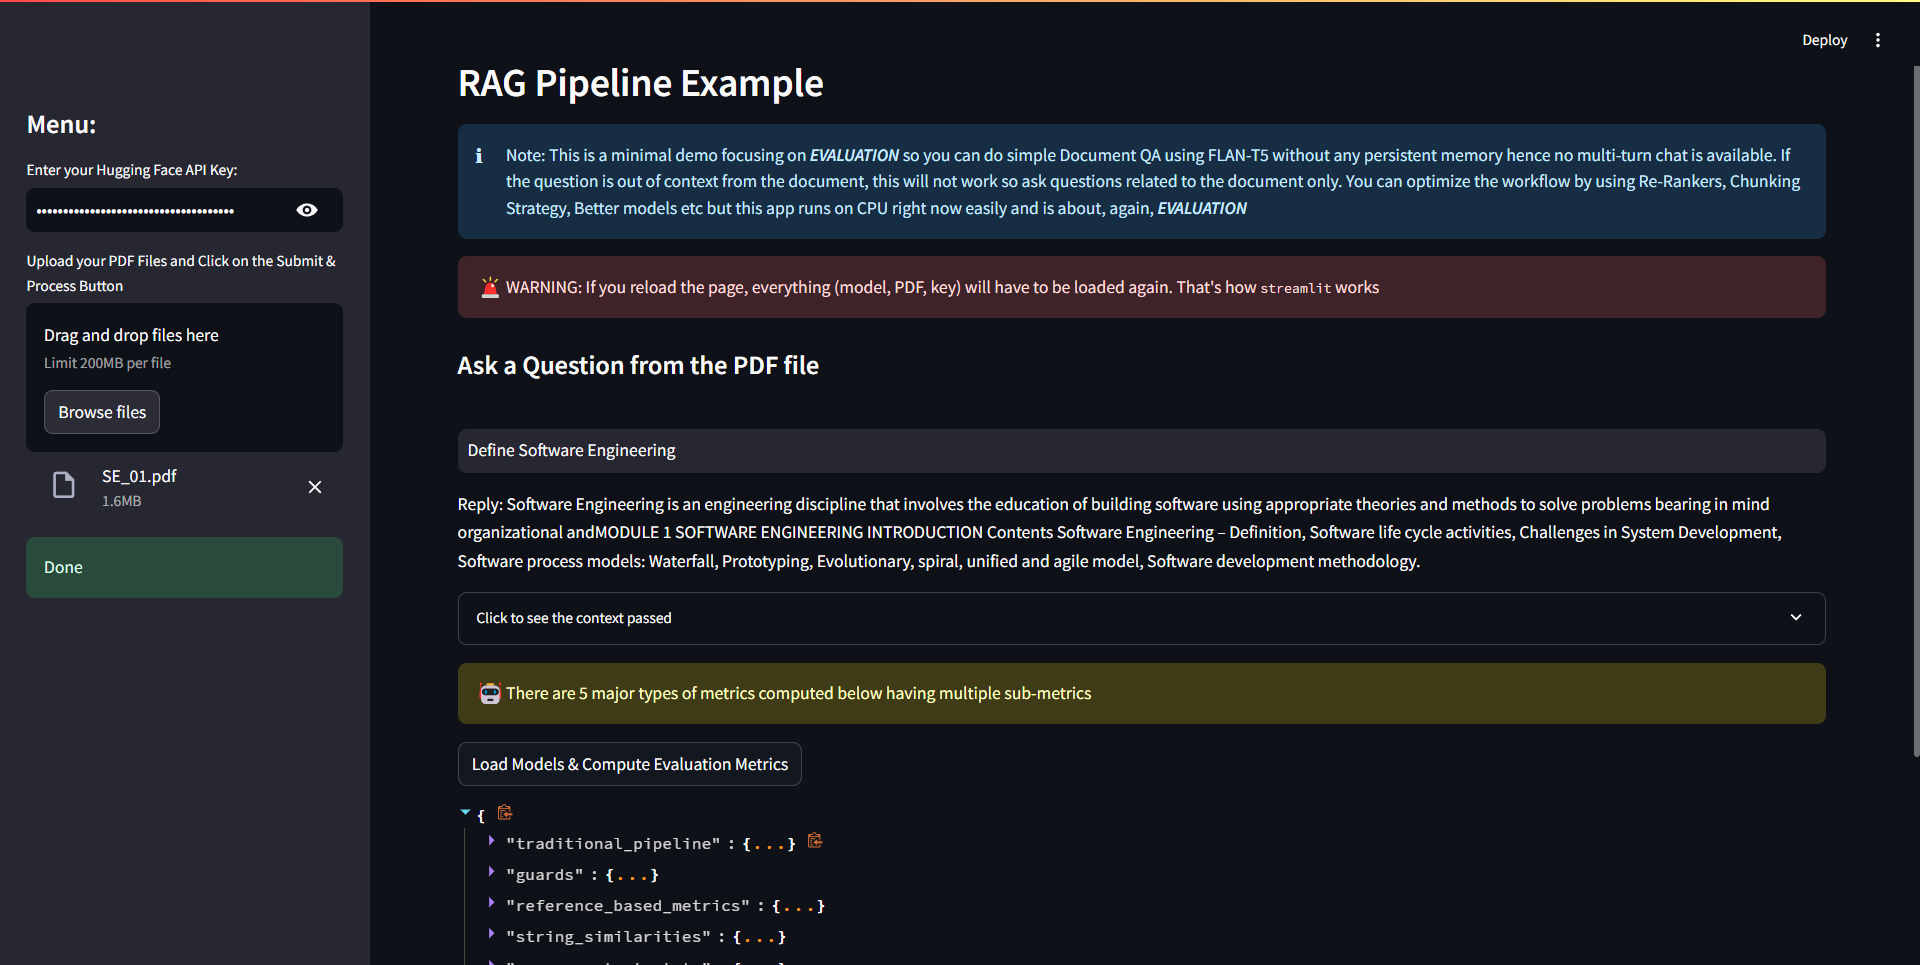 Deploy
Menu:
Enter your Hugging Face API Key:
••••••••••••••••••••••••••••••••••••
Upload your PDF Files and Click on the Submit &
Process Button
Drag and drop files here
Limit 200MB per file
Browse files
SE_01.pdf
1.6MB
Done
RAG Pipeline Example
Note: This is a minimal demo focusing on EVALUATION so you can do simple Document QA using FLAN-T5 without any persistent memory hence no multi-turn chat is available. If
the question is out of context from the document, this will not work so ask questions related to the document only. You can optimize the workflow by using Re-Rankers, Chunking
Strategy, Better models etc but this app runs on CPU right now easily and is about, again, EVALUATION
WARNING: If you reload the page, everything (model, PDF, key) will have to be loaded again. That's how streamlit works
Ask a Question from the PDF file
Define Software Engineering
Reply: Software Engineering is an engineering discipline that involves the education of building software using appropriate theories and methods to solve problems bearing in mind
organizational andMODULE 1 SOFTWARE ENGINEERING INTRODUCTION Contents Software Engineering – Definition, Software life cycle activities, Challenges in System Development,
Software process models: Waterfall, Prototyping, Evolutionary, spiral, unified and agile model, Software development methodology.
Click to see the context passed
There are 5 major types of metrics computed below having multiple sub-metrics
Load Models & Compute Evaluation Metrics
{
"traditional_pipeline" : {...}
"guards" : {...}
"reference_based_metrics" : {...}
"string_similarities" : {...}